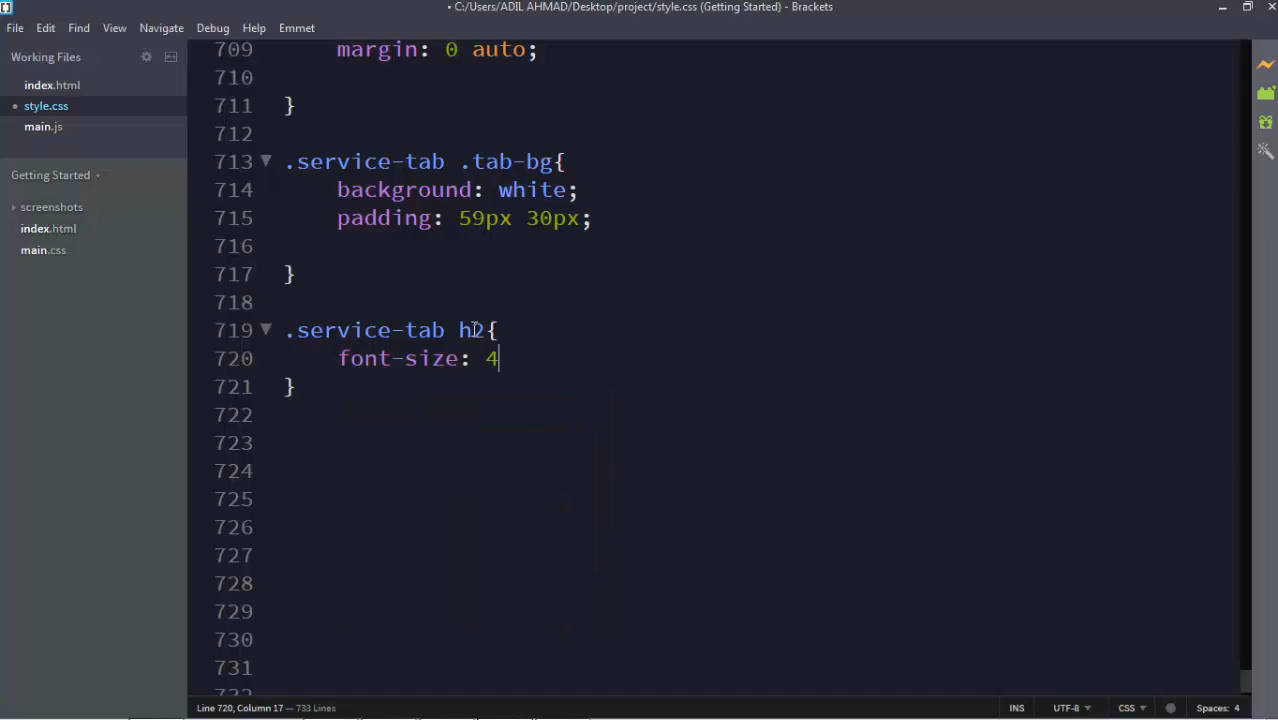 C:/Users/ADIL AHMAD/Desktop/project/style.css (Getting Started) - Brackets
File Edit Find View Navigate Debug Help Emmet
Working Files
index.html
style.css
main.js
Getting Started
screenshots
index.html
main.css
709 margin: 0 auto;
710
711 }
712
713 .service-tab .tab-bg{
714 background: white;
715 padding: 59px 30px;
716
717 }
718
719 .service-tab h2{
720 font-size: 4
721 }
722
723
724
725
726
727
728
729
730
731
Line 720, Column 17 — 733 Lines
INS UTF-8 CSS Spaces: 4